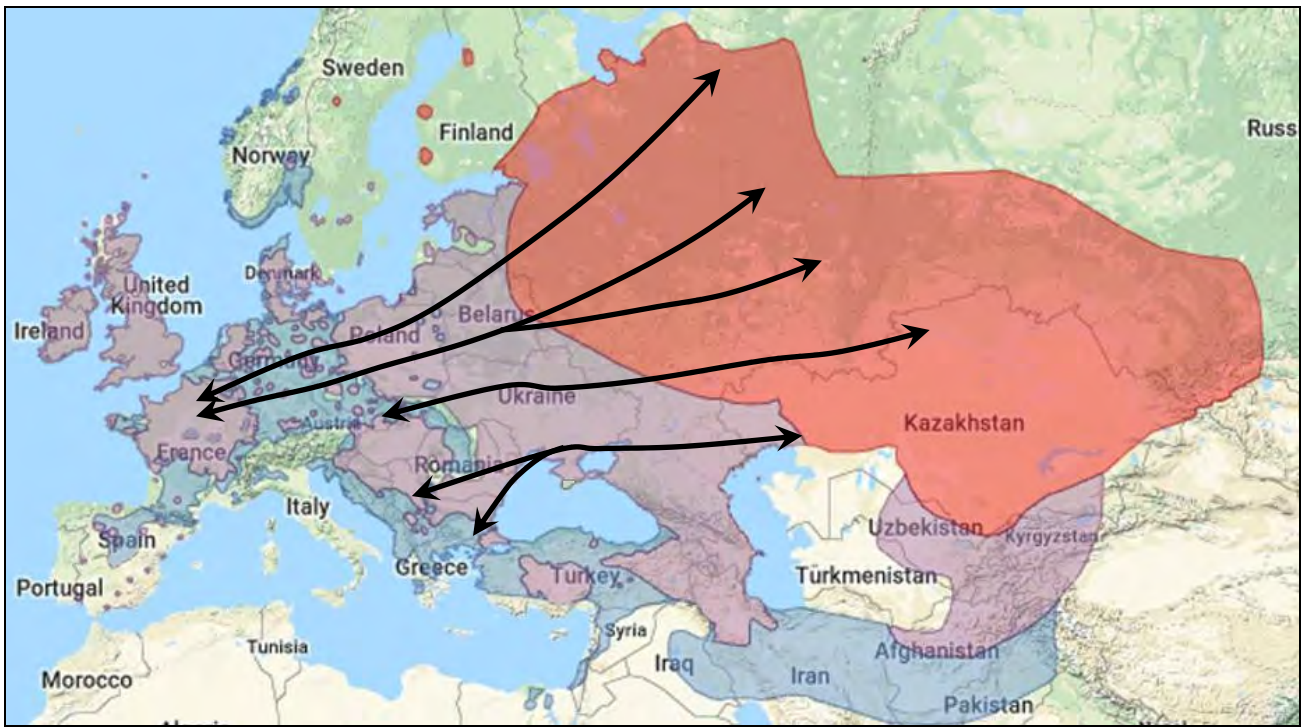 Sweden
Finland
Russ
Norway
Denmark
United
Kingdom
Ireland
Belarus
Poland
Germany
Ukraine
Austria
France
Kazakhstan
Romania
Italy
Uzbekistan
Kyrgyzstan
Spain
Greece
Turkey
Türkmenistan
Portugal
Syria
Tunisia
Afghanistan
Iraq
Iran
Morocco
Pakistan